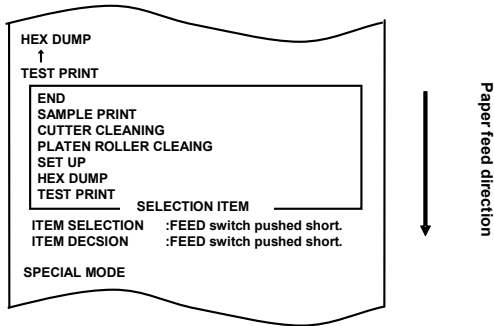 HEX DUMP
↑
TEST PRINT
END
SAMPLE PRINT
CUTTER CLEANING
PLATEN ROLLER CLEAING
SET UP
HEX DUMP
TEST PRINT
SELECTION ITEM
ITEM SELECTION :FEED switch pushed short.
ITEM DECSION :FEED switch pushed short.
SPECIAL MODE
Paper feed direction